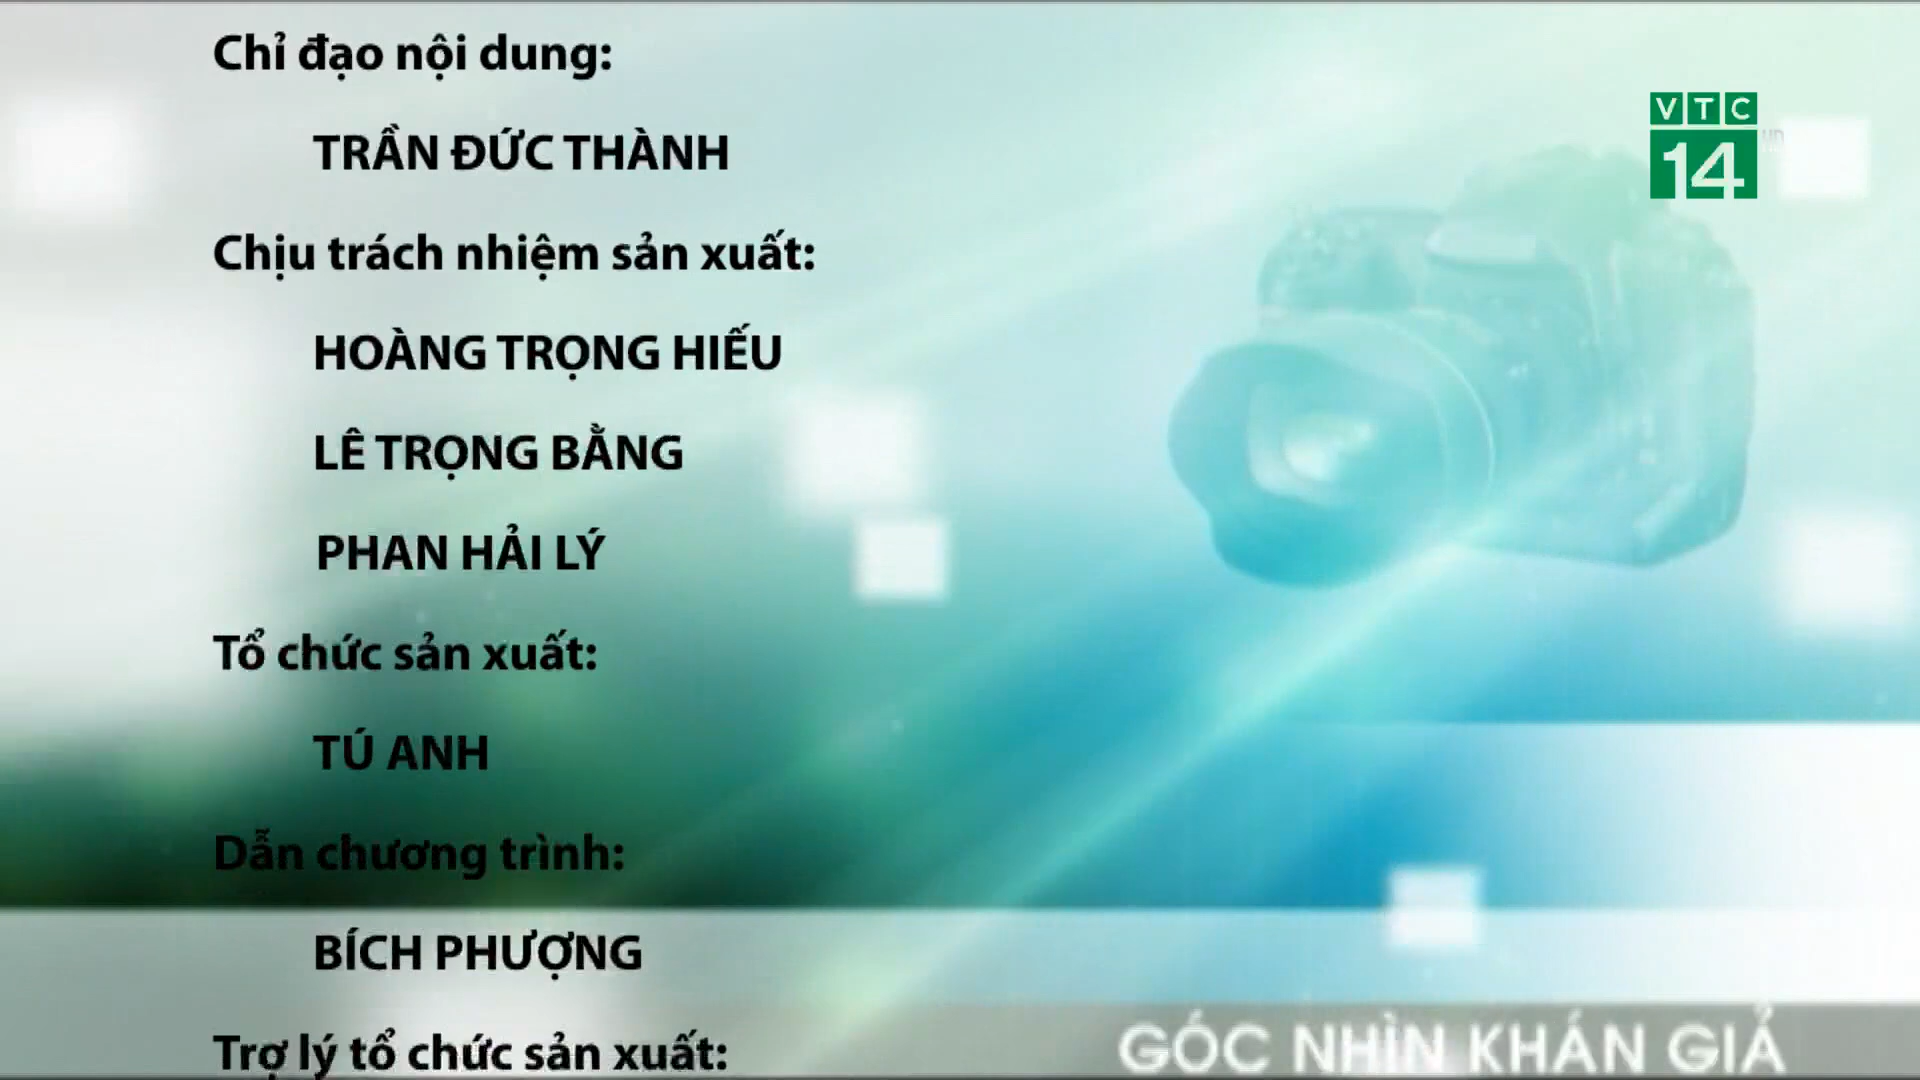 Chỉ đạo nội dung:
TRẦN ĐỨC THÀNH
Chịu trách nhiệm sản xuất:
HOÀNG TRỌNG HIẾU
LÊ TRỌNG BẰNG
PHAN HẢI LÝ
Tổ chức sản xuất:
TÚ ANH
Dẫn chương trình:
BÍCH PHƯỢNG
Trợ lý tổ chức sản xuất:
VTC
14
HD
GÓC NHÌN KHÁN GIẢ